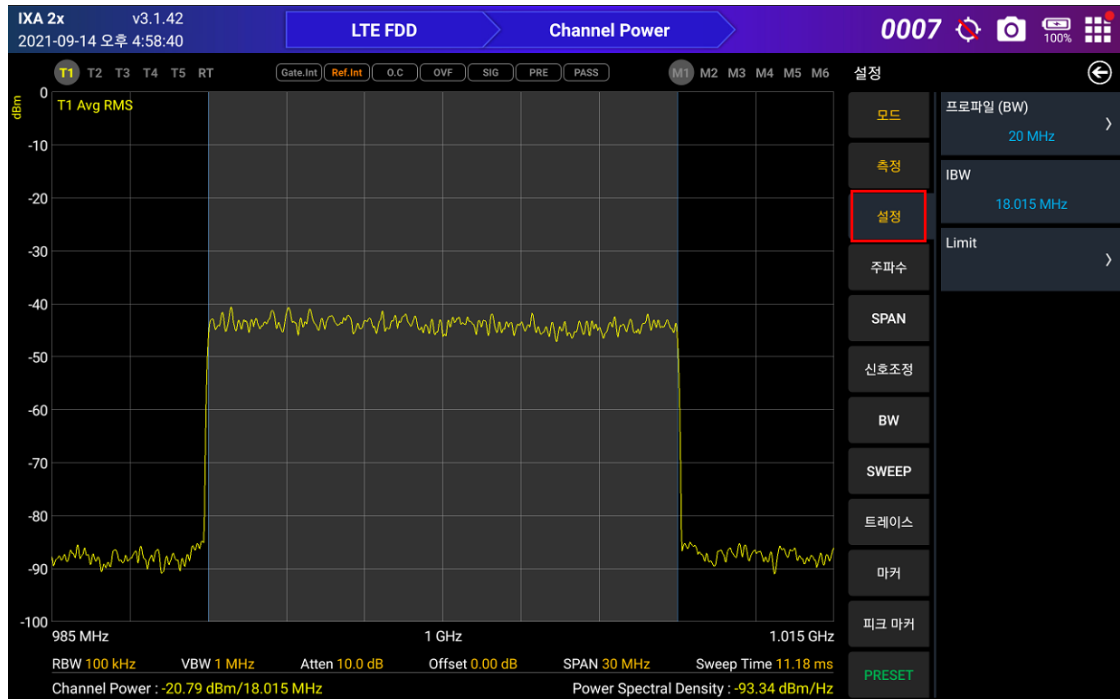 IXA 2x v3.1.42
2021-09-14 오후 4:58:40
LTE FDD
Channel Power
0007
100%
T1 T2 T3 T4 T5 RT
Gate.Int Ref.Int O.C OVF SIG PRE PASS
M1 M2 M3 M4 M5 M6
설정
dBm
T1 Avg RMS
0
-10
-20
-30
-40
-50
-60
-70
-80
-90
-100
985 MHz 1 GHz 1.015 GHz
RBW 100 kHz VBW 1 MHz Atten 10.0 dB Offset 0.00 dB SPAN 30 MHz Sweep Time 11.18 ms
Channel Power : -20.79 dBm/18.015 MHz Power Spectral Density : -93.34 dBm/Hz
모드
측정
설정
주파수
SPAN
신호조정
BW
SWEEP
트레이스
마커
피크 마커
PRESET
프로파일 (BW)
20 MHz
IBW
18.015 MHz
Limit